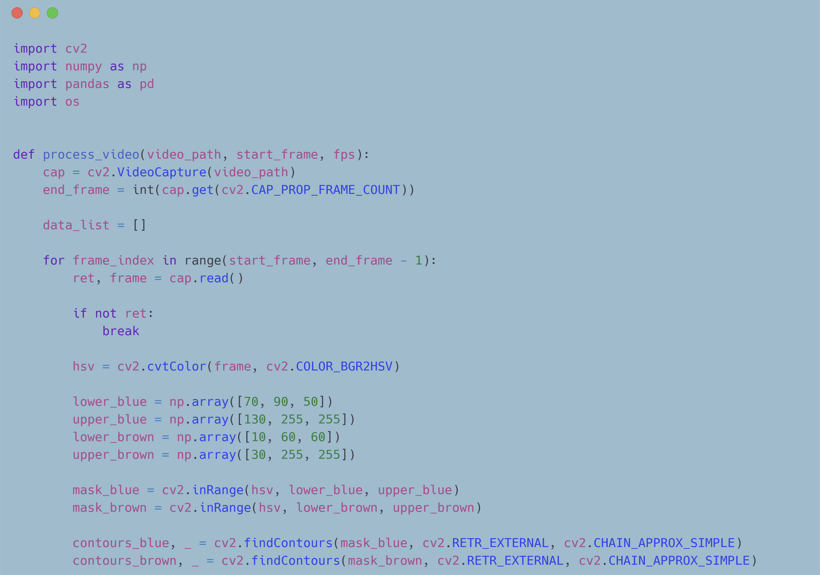 import cv2
import numpy as np
import pandas as pd
import os
def process_video(video_path, start_frame, fps):
    cap = cv2.VideoCapture(video_path)
    end_frame = int(cap.get(cv2.CAP_PROP_FRAME_COUNT))
    data_list = []
    for frame_index in range(start_frame, end_frame - 1):
        ret, frame = cap.read()
        if not ret:
            break
        hsv = cv2.cvtColor(frame, cv2.COLOR_BGR2HSV)
        lower_blue = np.array([70, 90, 50])
        upper_blue = np.array([130, 255, 255])
        lower_brown = np.array([10, 60, 60])
        upper_brown = np.array([30, 255, 255])
        mask_blue = cv2.inRange(hsv, lower_blue, upper_blue)
        mask_brown = cv2.inRange(hsv, lower_brown, upper_brown)
        contours_blue, _ = cv2.findContours(mask_blue, cv2.RETR_EXTERNAL, cv2.CHAIN_APPROX_SIMPLE)
        contours_brown, _ = cv2.findContours(mask_brown, cv2.RETR_EXTERNAL, cv2.CHAIN_APPROX_SIMPLE)